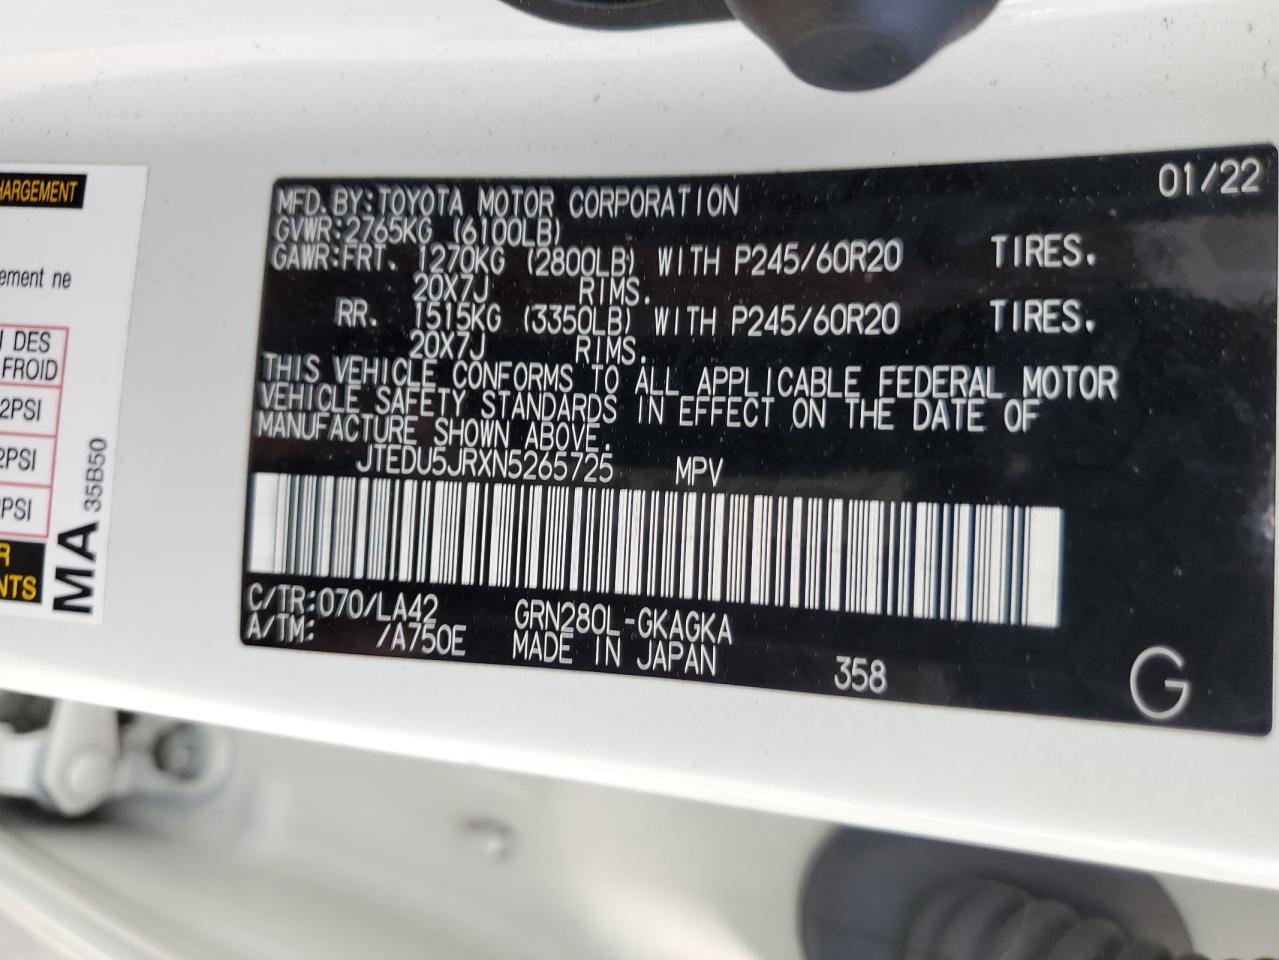 HARGEMENT
ement ne
DES
FROID
2PSI
2PSI
PSI
R
NTS
MA
35B50
01/22
MFD. BY:TOYOTA MOTOR CORPORATION
GVWR:2765KG (6100LB)
GAWR:FRT. 1270KG (2800LB) WITH P245/60R20 TIRES.
20X7J RIMS.
RR. 1515KG (3350LB) WITH P245/60R20 TIRES.
20X7J RIMS.
THIS VEHICLE CONFORMS TO ALL APPLICABLE FEDERAL MOTOR
VEHICLE SAFETY STANDARDS IN EFFECT ON THE DATE OF
MANUFACTURE SHOWN ABOVE.
JTEDU5JRXN5265725 MPV
C/TR:070/LA42 GRN280L-GKAGKA
A/TM: /A750E MADE IN JAPAN 358
G